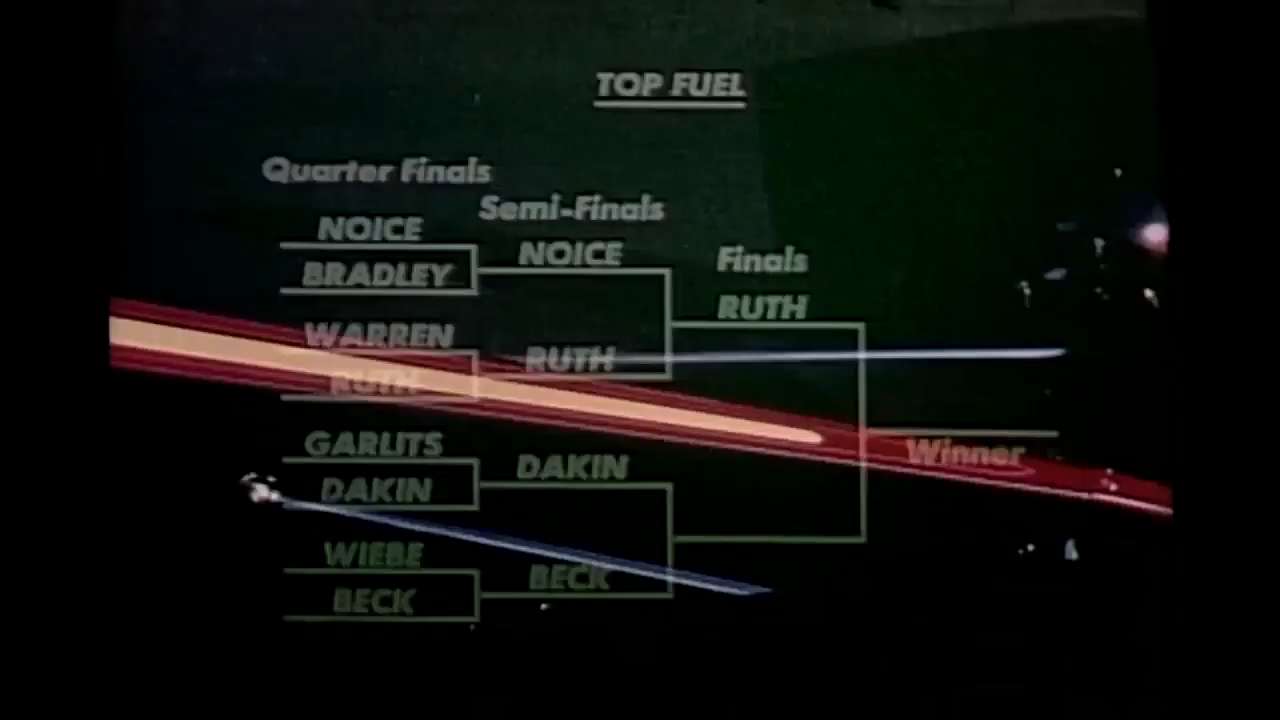 TOP FUEL
Quarter Finals
Semi-Finals
Finals
NOICE
BRADLEY
NOICE
WARREN
RUTH
RUTH
RUTH
GARLITS
DAKIN
DAKIN
WIEBE
BECK
BECK
Winner